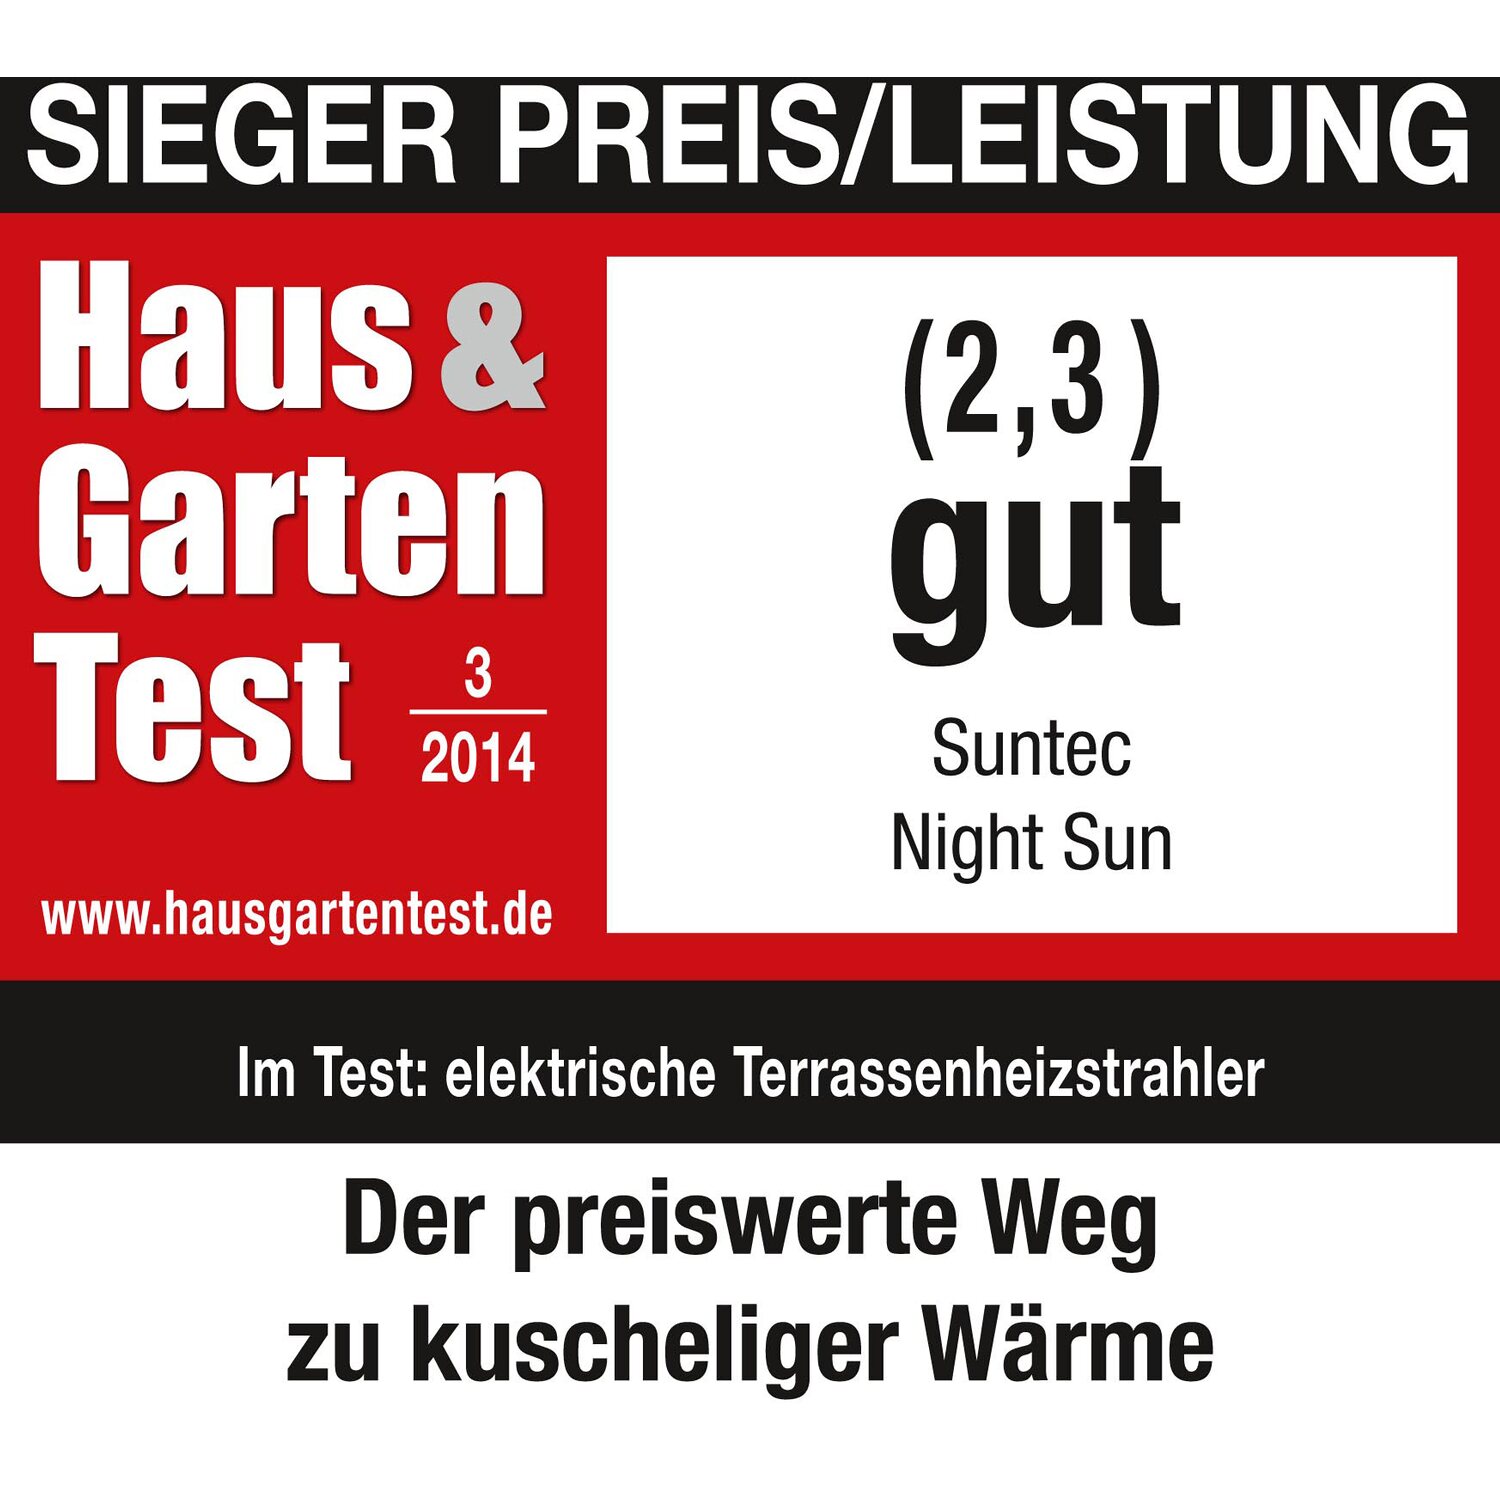 SIEGER PREIS/LEISTUNG
Haus &
Garten
Test
3
2014
www.hausgartentest.de
(2,3)
gut
Suntec
Night Sun
Im Test: elektrische Terrassenheizstrahler
Der preiswerte Weg
zu kuscheliger Wärme